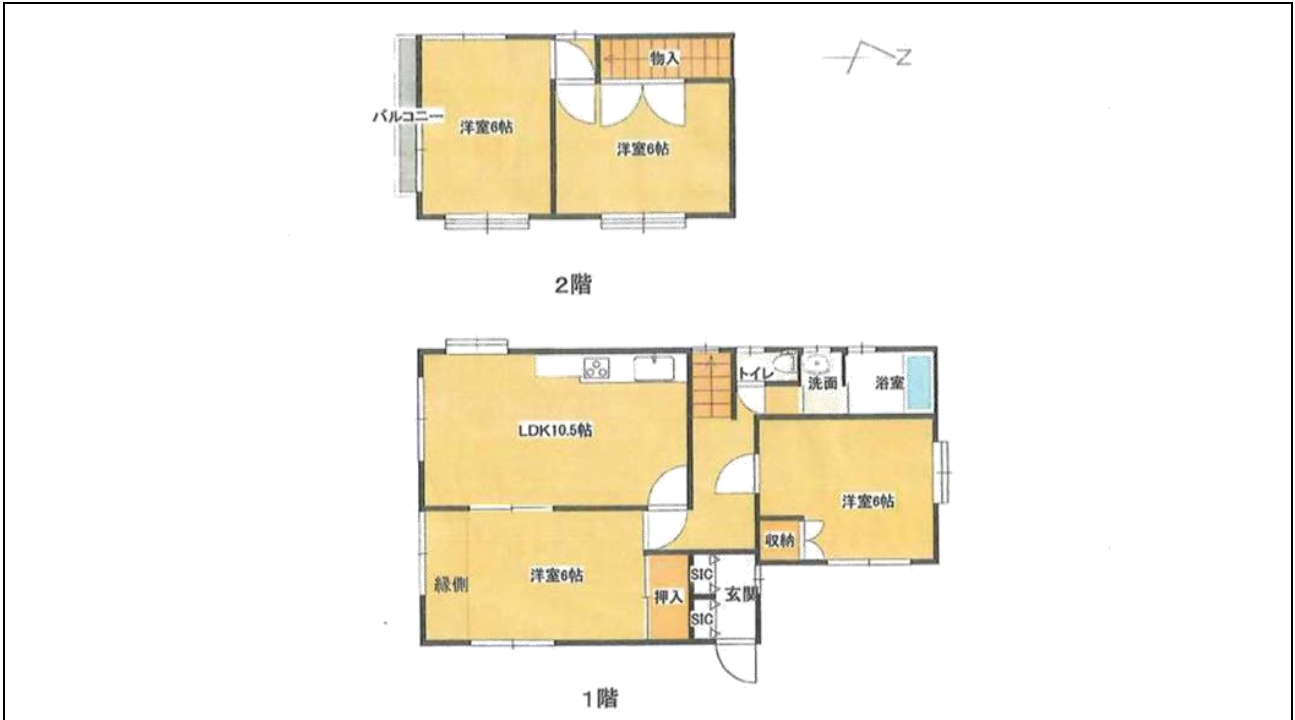 物入
バルコニー
洋室6帖
洋室6帖
Z
2階
トイレ
洗面
浴室
LDK10.5帖
洋室6帖
収納
縁側
洋室6帖
押入
SIC
玄関
SIC
1階